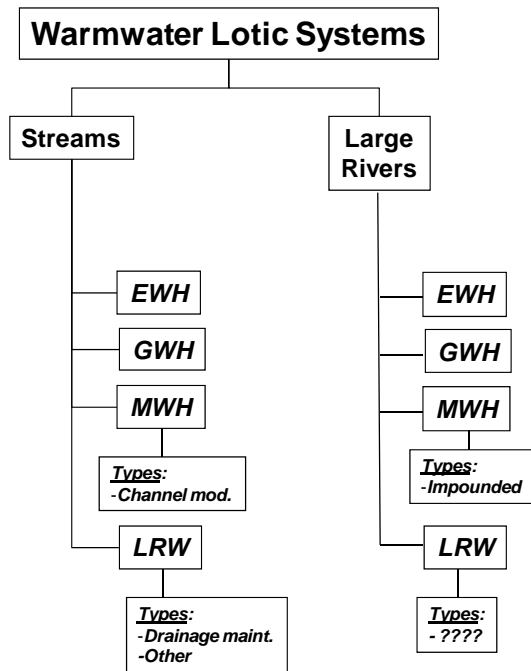 Warmwater Lotic Systems
Streams
Large
Rivers
EWH
GWH
MWH
Types:
-Channel mod.
LRW
Types:
-Drainage maint.
-Other
EWH
GWH
MWH
Types:
-Impounded
LRW
Types:
- ????